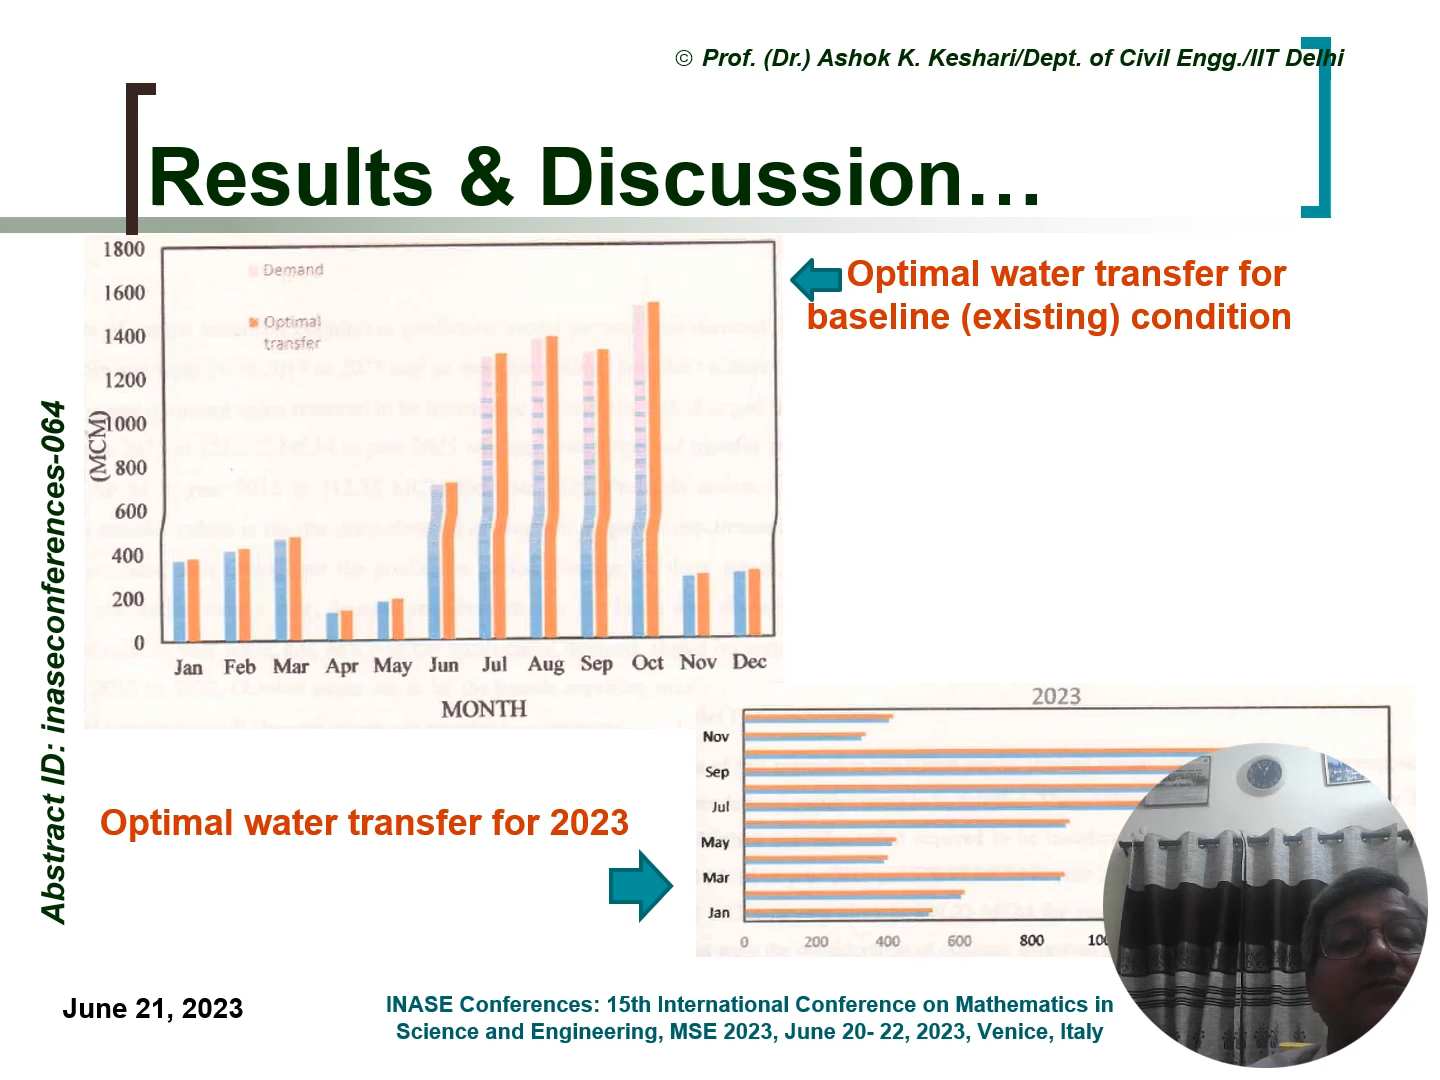 © Prof. (Dr.) Ashok K. Keshari/Dept. of Civil Engg./IIT Delhi
Results & Discussion…
Abstract ID: inaseconferences-064
1800
1600
1400
1200
1000
800
600
400
200
0
(MCM)
Demand
Optimal
transfer
Jan Feb Mar Apr May Jun Jul Aug Sep Oct Nov Dec
MONTH
Optimal water transfer for
baseline (existing) condition
Optimal water transfer for 2023
2023
Nov
Sep
Jul
May
Mar
Jan
0 200 400 600 800
June 21, 2023
INASE Conferences: 15th International Conference on Mathematics in
Science and Engineering, MSE 2023, June 20- 22, 2023, Venice, Italy